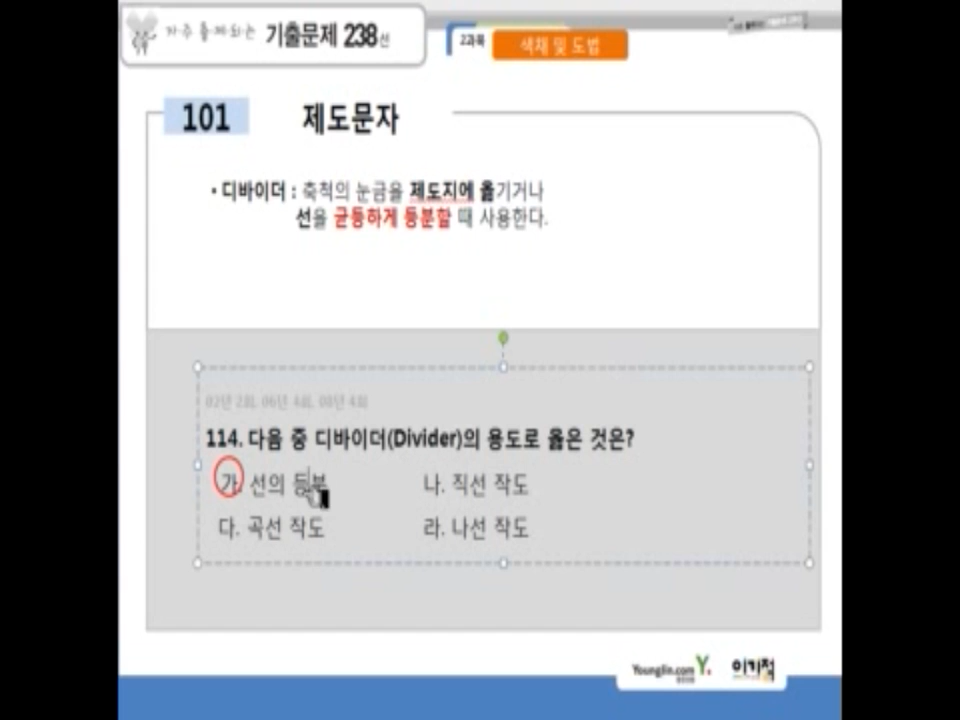 자주 출제되는 기출문제 238선
2과목
색채 및 도법
101 제도문자
• 디바이더 : 축척의 눈금을 제도지에 옮기거나
선을 균등하게 등분할 때 사용한다.
02년 2회, 06년 4회, 08년 4회
114. 다음 중 디바이더(Divider)의 용도로 옳은 것은?
가. 선의 등분 나. 직선 작도
다. 곡선 작도 라. 나선 작도
Youngjin.com Y.
이기적